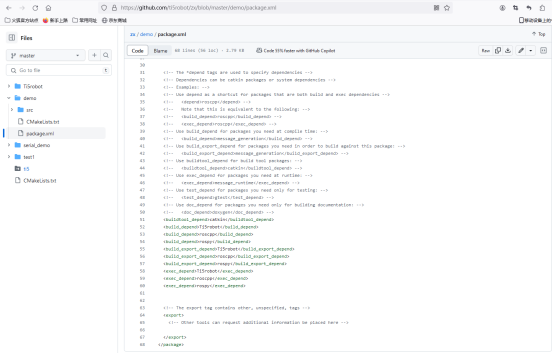 https://github.com/ti5robot/zx/blob/master/demo/package.xml
火狐官方站点
新手上路
常用网址
京东商城
移动设备上的
Files
master
Go to file
Ti5robot
demo
src
CMakeLists.txt
package.xml
serial_demo
test1
ti5
CMakeLists.txt
zx / demo / package.xml
Top
Code
Blame
68 lines (56 loc) · 2.79 KB
Code 55% faster with GitHub Copilot
Raw
30
31 <!-- The *depend tags are used to specify dependencies -->
32 <!-- Dependencies can be catkin packages or system dependencies -->
33 <!-- Examples: -->
34 <!-- Use depend as a shortcut for packages that are both build and exec dependencies -->
35 <!-- <depend>roscpp</depend> -->
36 <!-- Note that this is equivalent to the following: -->
37 <!-- <build_depend>roscpp</build_depend> -->
38 <!-- <exec_depend>roscpp</exec_depend> -->
39 <!-- Use build_depend for packages you need at compile time: -->
40 <!-- <build_depend>message_generation</build_depend> -->
41 <!-- Use build_export_depend for packages you need in order to build against this package: -->
42 <!-- <build_export_depend>message_generation</build_export_depend> -->
43 <!-- Use buildtool_depend for build tool packages: -->
44 <!-- <buildtool_depend>catkin</buildtool_depend> -->
45 <!-- Use exec_depend for packages you need at runtime: -->
46 <!-- <exec_depend>message_runtime</exec_depend> -->
47 <!-- Use test_depend for packages you need only for testing: -->
48 <!-- <test_depend>gtest</test_depend> -->
49 <!-- Use doc_depend for packages you need only for building documentation: -->
50 <!-- <doc_depend>doxygen</doc_depend> -->
51 <buildtool_depend>catkin</buildtool_depend>
52 <build_depend>Ti5robot</build_depend>
53 <build_depend>roscpp</build_depend>
54 <build_depend>rospy</build_depend>
55 <build_export_depend>Ti5robot</build_export_depend>
56 <build_export_depend>roscpp</build_export_depend>
57 <build_export_depend>rospy</build_export_depend>
58 <exec_depend>Ti5robot</exec_depend>
59 <exec_depend>roscpp</exec_depend>
60 <exec_depend>rospy</exec_depend>
61
62
63 <!-- The export tag contains other, unspecified, tags -->
64 <export>
65 <!-- Other tools can request additional information be placed here -->
66
67 </export>
68 </package>